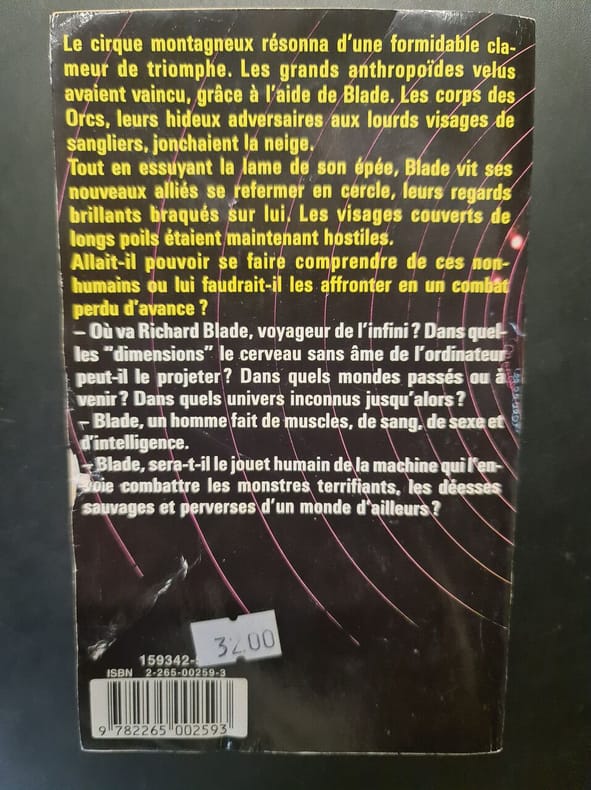 Le cirque montagneux résonna d'une formidable cla-
meur de triomphe. Les grands anthropoïdes velus
avaient vaincu, grâce à l'aide de Blade. Les corps des
Orcs, leurs hideux adversaires aux lourds visages de
sangliers, jonchaient la neige.
Tout en essuyant la lame de son épée, Blade vit ses
nouveaux alliés se refermer en cercle, leurs regards
brillants braqués sur lui. Les visages couverts de
longs poils étaient maintenant hostiles.
Allait-il pouvoir se faire comprendre de ces non-
humains ou lui faudrait-il les affronter en un combat
perdu d'avance ?
– Où va Richard Blade, voyageur de l'infini ? Dans quel-
les "dimensions" le cerveau sans âme de l'ordinateur
peut-il le projeter ? Dans quels mondes passés ou à
venir ? Dans quels univers inconnus jusqu'alors ?
– Blade, un homme fait de muscles, de sang, de sexe et
d'intelligence.
– Blade, sera-t-il le jouet humain de la machine qui l'en-
voie combattre les monstres terrifiants, les déesses
sauvages et perverses d'un monde d'ailleurs ?
32.00
159342-
ISBN 2-265-00259-3
9 782265 002593